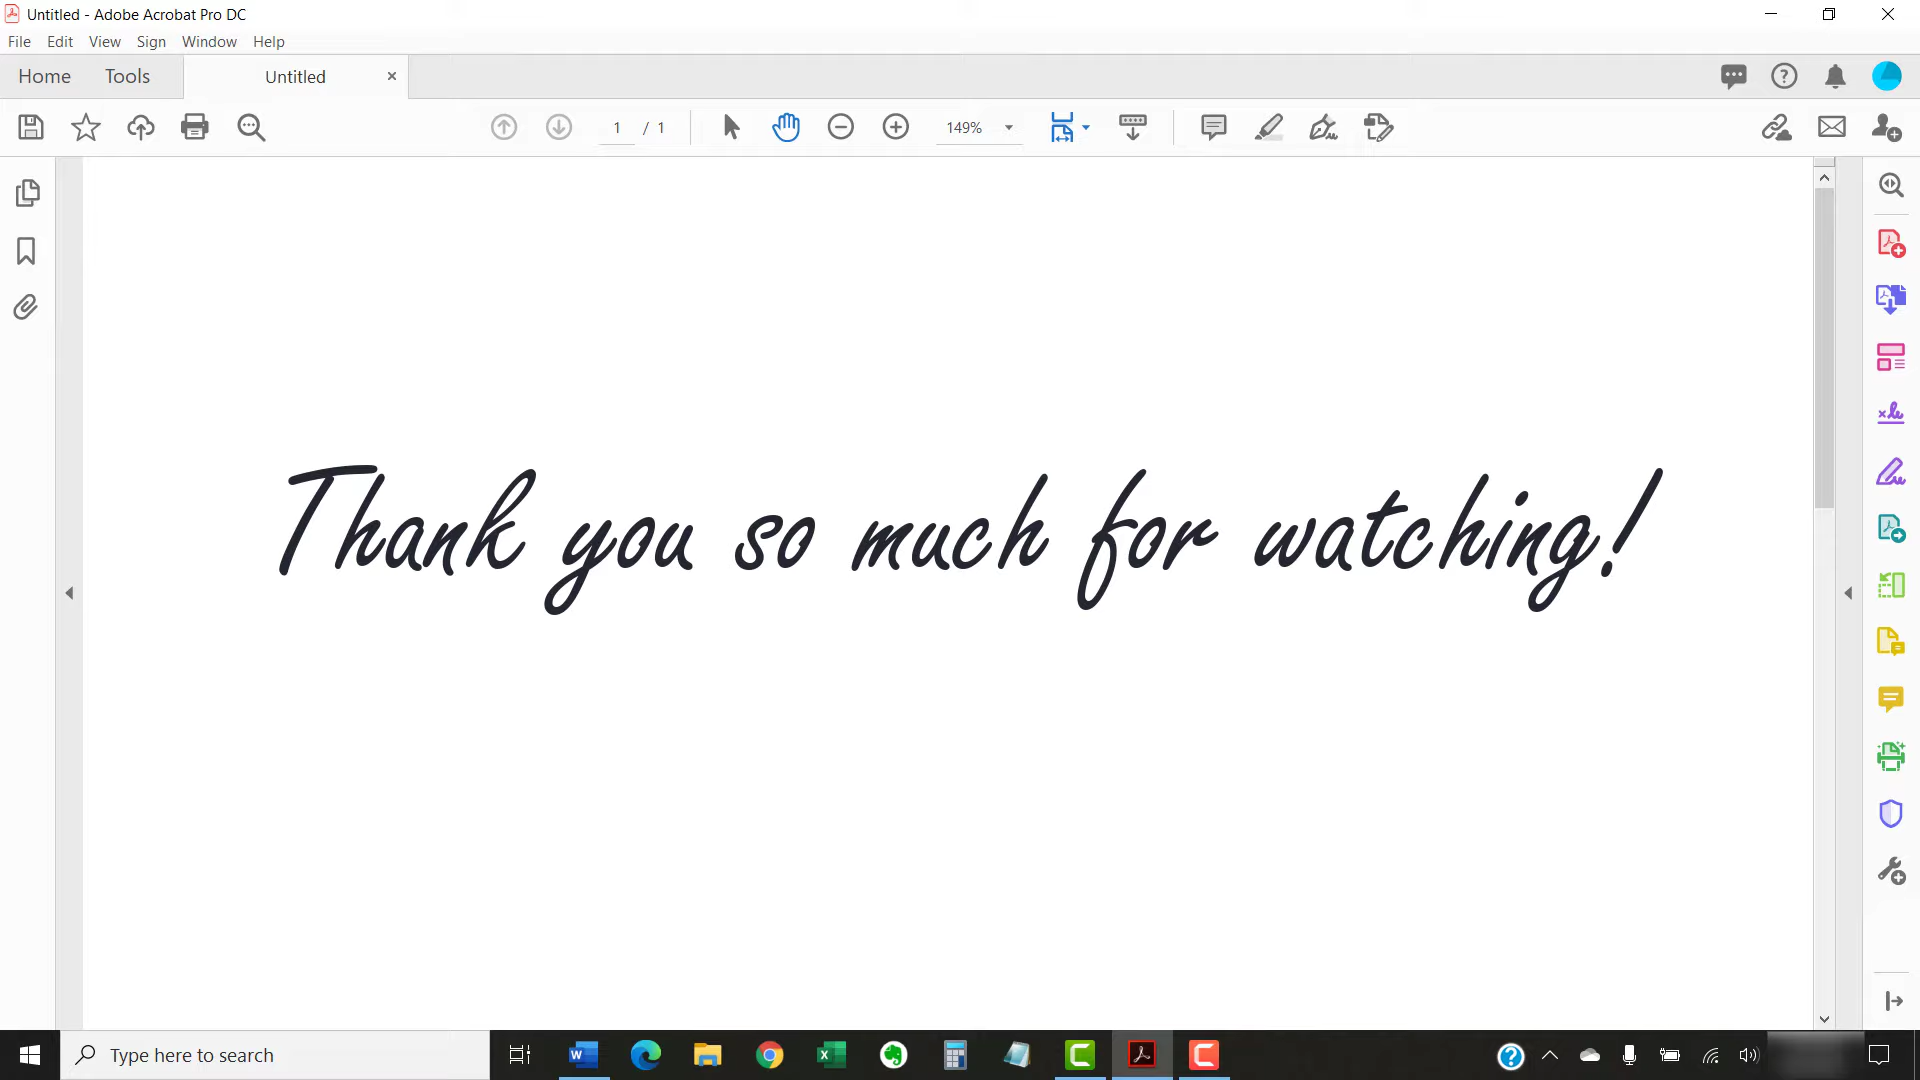 Untitled - Adobe Acrobat Pro DC
File Edit View Sign Window Help
Home Tools Untitled
1 / 1 149%
Thank you so much for watching!
Type here to search